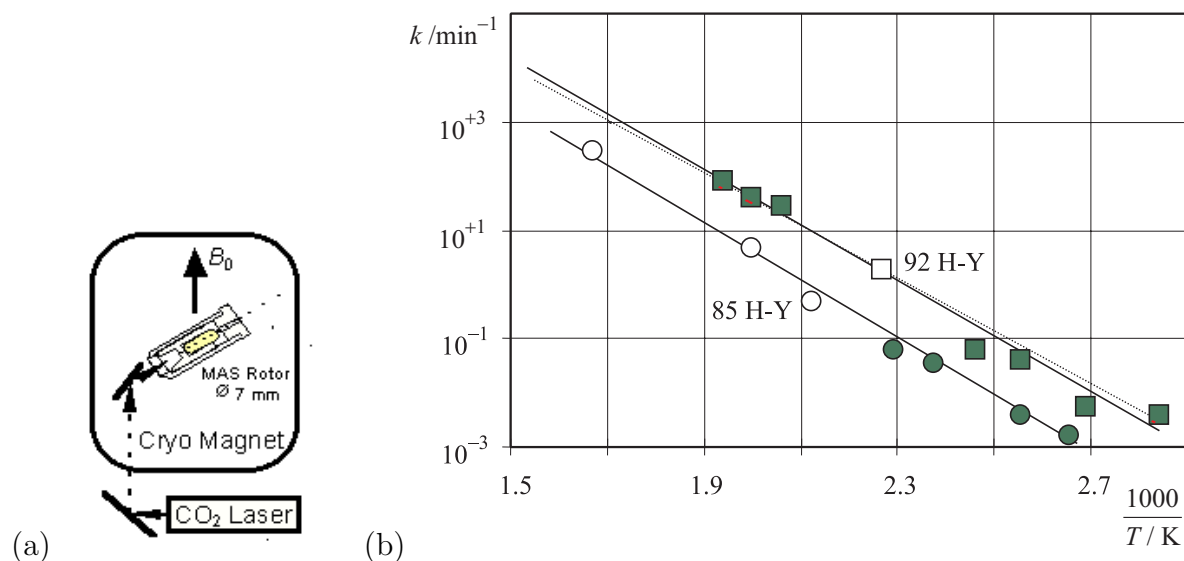 B₀
MAS Rotor
Ø 7 mm
Cryo Magnet
CO₂ Laser
(a)
k /min⁻¹
10⁺³
10⁺¹
10⁻¹
10⁻³
92 H-Y
85 H-Y
1.5 1.9 2.3 2.7
1000
T / K
(b)